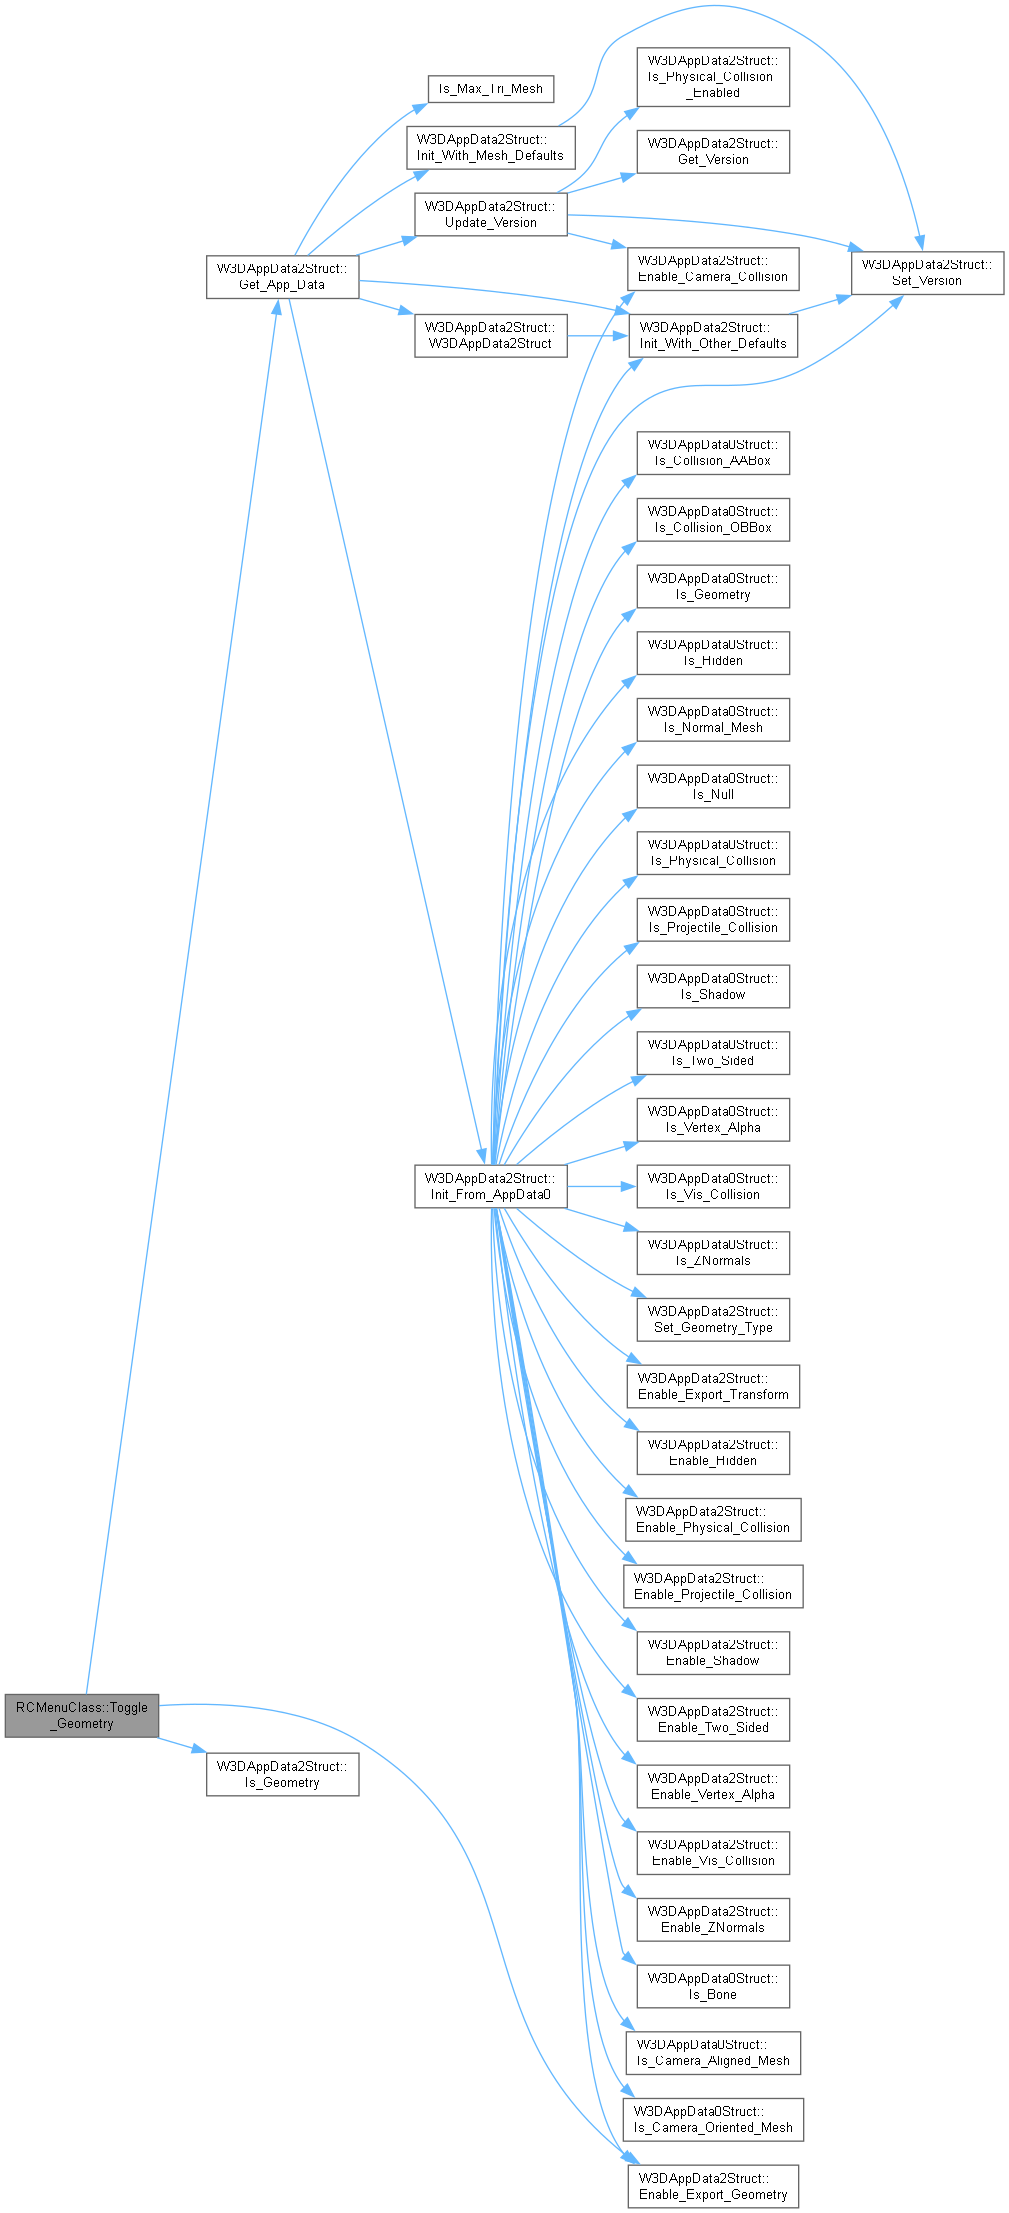 W3DAppData2Struct::
Is_Physical_Collision
_Enabled
Is_Max_Tri_Mesh
W3DAppData2Struct::
Init_With_Mesh_Defaults
W3DAppData2Struct::
Get_Version
W3DAppData2Struct::
Update_Version
W3DAppData2Struct::
Get_App_Data
W3DAppData2Struct::
Enable_Camera_Collision
W3DAppData2Struct::
Set_Version
W3DAppData2Struct::
W3DAppData2Struct
W3DAppData2Struct::
Init_With_Other_Defaults
W3DAppData0Struct::
Is_Collision_AABox
W3DAppData0Struct::
Is_Collision_OBBox
W3DAppData0Struct::
Is_Geometry
W3DAppData0Struct::
Is_Hidden
W3DAppData0Struct::
Is_Normal_Mesh
W3DAppData0Struct::
Is_Null
W3DAppData0Struct::
Is_Physical_Collision
W3DAppData0Struct::
Is_Projectile_Collision
W3DAppData0Struct::
Is_Shadow
W3DAppData0Struct::
Is_Two_Sided
W3DAppData0Struct::
Is_Vertex_Alpha
W3DAppData2Struct::
Init_From_AppData0
W3DAppData0Struct::
Is_Vis_Collision
W3DAppData0Struct::
Is_ZNormals
W3DAppData2Struct::
Set_Geometry_Type
W3DAppData2Struct::
Enable_Export_Transform
W3DAppData2Struct::
Enable_Hidden
W3DAppData2Struct::
Enable_Physical_Collision
W3DAppData2Struct::
Enable_Projectile_Collision
W3DAppData2Struct::
Enable_Shadow
W3DAppData2Struct::
Enable_Two_Sided
RCMenuClass::Toggle
_Geometry
W3DAppData2Struct::
Is_Geometry
W3DAppData2Struct::
Enable_Vertex_Alpha
W3DAppData2Struct::
Enable_Vis_Collision
W3DAppData2Struct::
Enable_ZNormals
W3DAppData0Struct::
Is_Bone
W3DAppData0Struct::
Is_Camera_Aligned_Mesh
W3DAppData0Struct::
Is_Camera_Oriented_Mesh
W3DAppData2Struct::
Enable_Export_Geometry